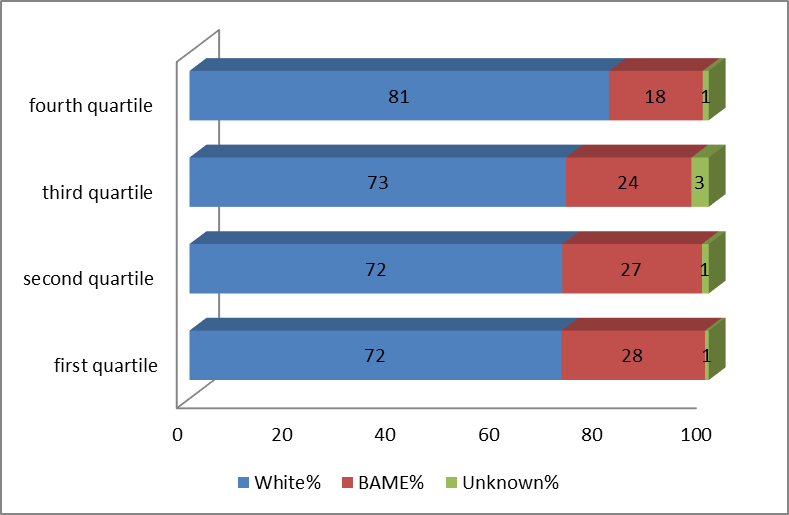 fourth quartile 81 18 1
third quartile 73 24 3
second quartile 72 27 1
first quartile 72 28 1
0 20 40 60 80 100
White% BAME% Unknown%